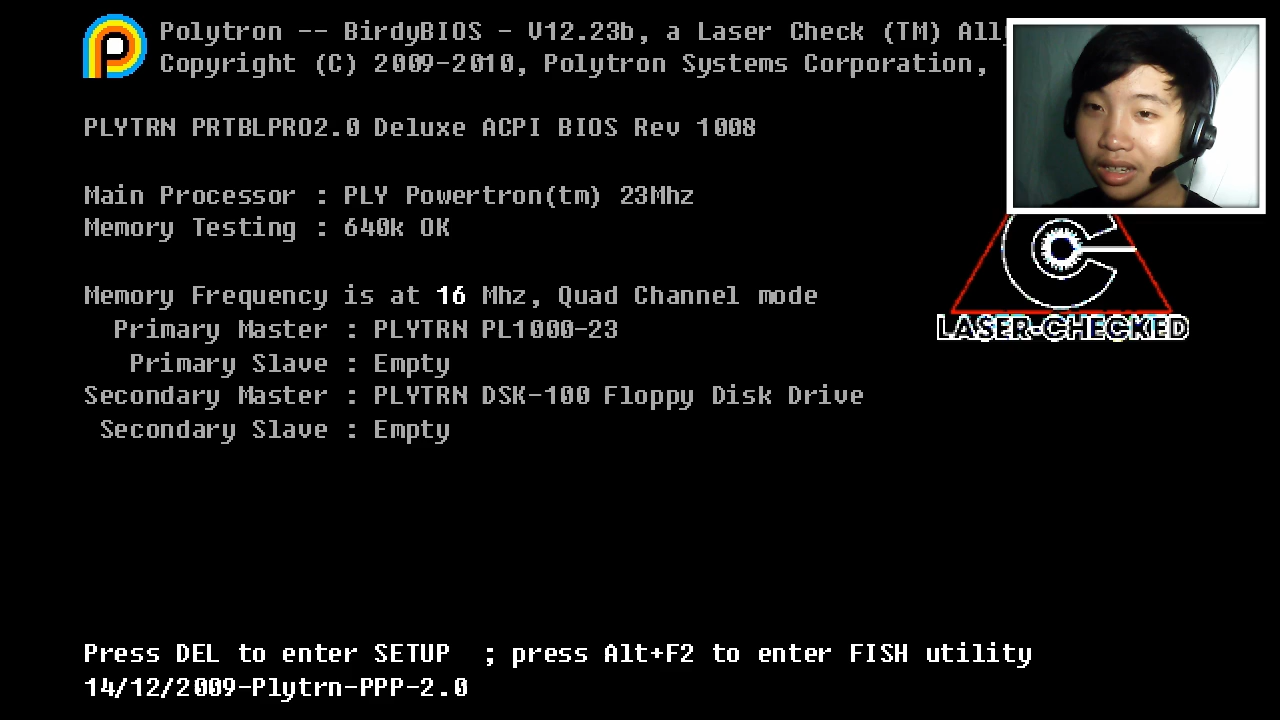 Polytron -- BirdyBIOS - V12.23b, a Laser Check (TM)
Copyright (C) 2009-2010, Polytron Systems Corporation,
PLYTRN PRTBLPRO2.0 Deluxe ACPI BIOS Rev 1008
Main Processor : PLY Powertron(tm) 23Mhz
Memory Testing : 640k OK
Memory Frequency is at 16 Mhz, Quad Channel mode
Primary Master : PLYTRN PL1000-23
Primary Slave : Empty
Secondary Master : PLYTRN DSK-100 Floppy Disk Drive
Secondary Slave : Empty
LASER-CHECKED
Press DEL to enter SETUP ; press Alt+F2 to enter FISH utility
14/12/2009-Plytrn-PPP-2.0